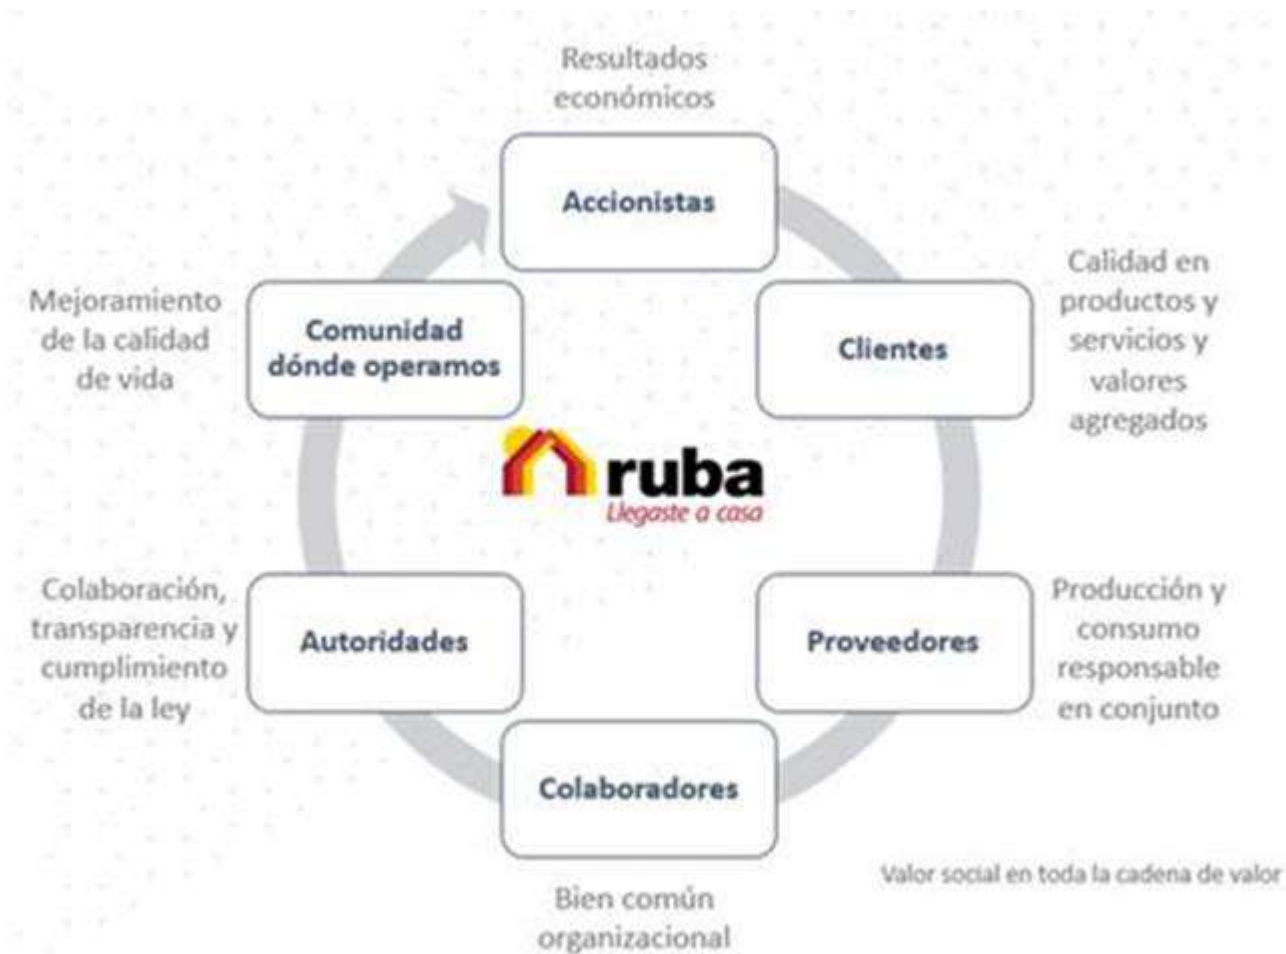 Resultados
económicos
Accionistas
Calidad en
productos y
servicios y
valores
agregados
Clientes
Mejoramiento
de la calidad
de vida
Comunidad
dónde operamos
ruba
Llegaste a casa
Colaboración,
transparencia y
cumplimiento
de la ley
Autoridades
Proveedores
Producción y
consumo
responsable
en conjunto
Colaboradores
Bien común
organizacional
Valor social en toda la cadena de valor